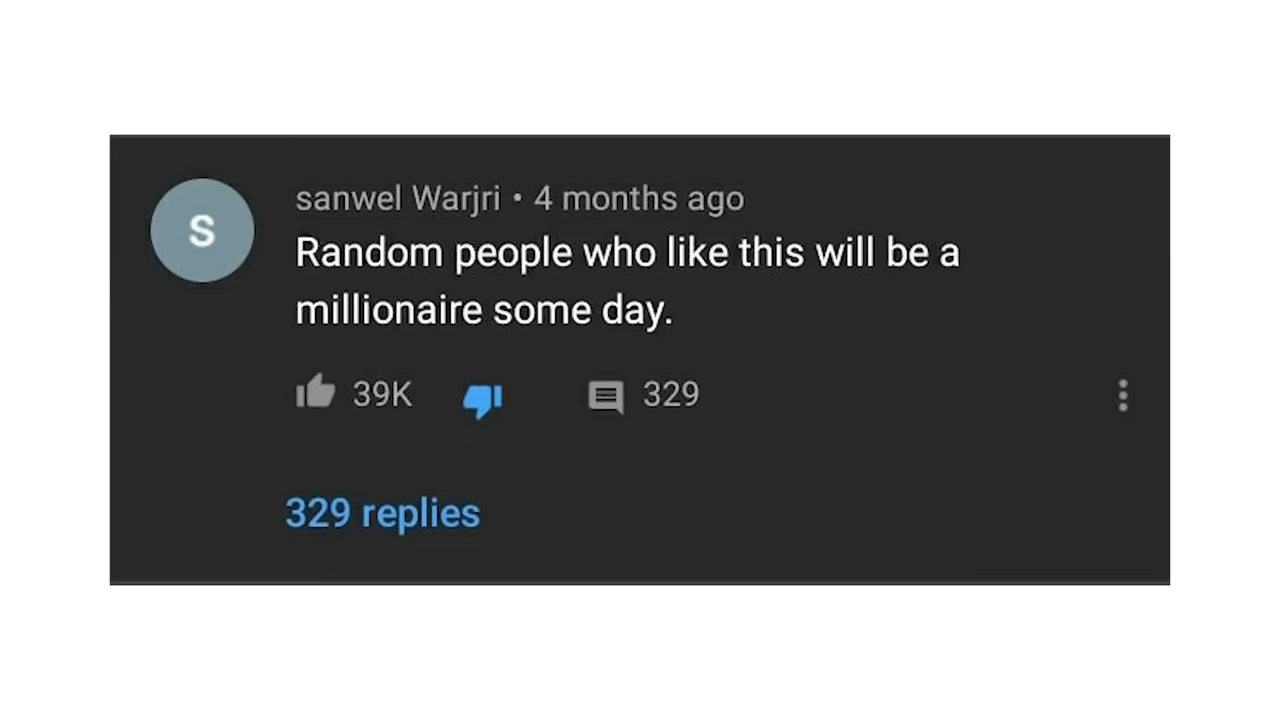 S
sanwel Warjri • 4 months ago
Random people who like this will be a
millionaire some day.
39K 329
329 replies